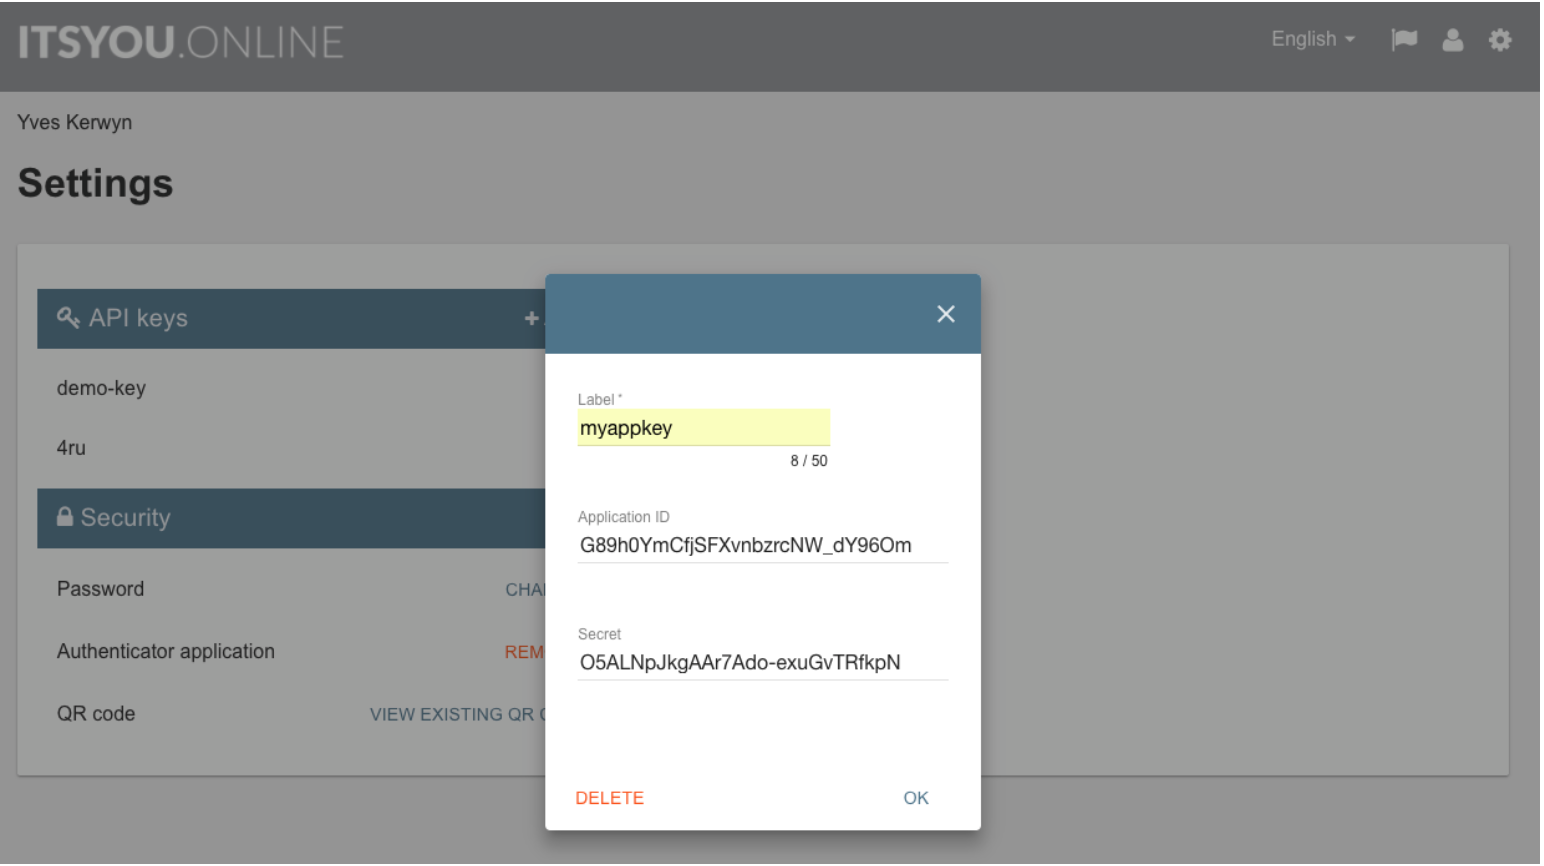 ITSYOU.ONLINE
English
Yves Kerwyn
Settings
API keys
+
demo-key
4ru
Security
Password
CHA
Authenticator application
REM
QR code
VIEW EXISTING QR
Label *
myappkey
8 / 50
Application ID
G89h0YmCfjSFXvnbzrcNW_dY96Om
Secret
O5ALNpJkgAAr7Ado-exuGvTRfkpN
DELETE
OK